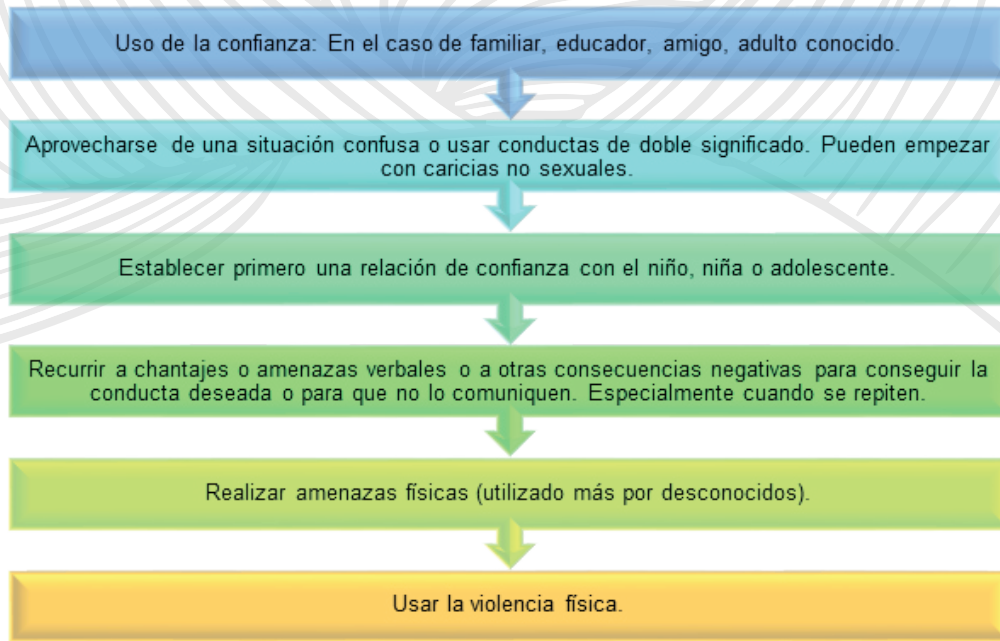 Uso de la confianza: En el caso de familiar, educador, amigo, adulto conocido.
Aprovecharse de una situación confusa o usar conductas de doble significado. Pueden empezar
con caricias no sexuales.
Establecer primero una relación de confianza con el niño, niña o adolescente.
Recurrir a chantajes o amenazas verbales o a otras consecuencias negativas para conseguir la
conducta deseada o para que no lo comuniquen. Especialmente cuando se repiten.
Realizar amenazas físicas (utilizado más por desconocidos).
Usar la violencia física.